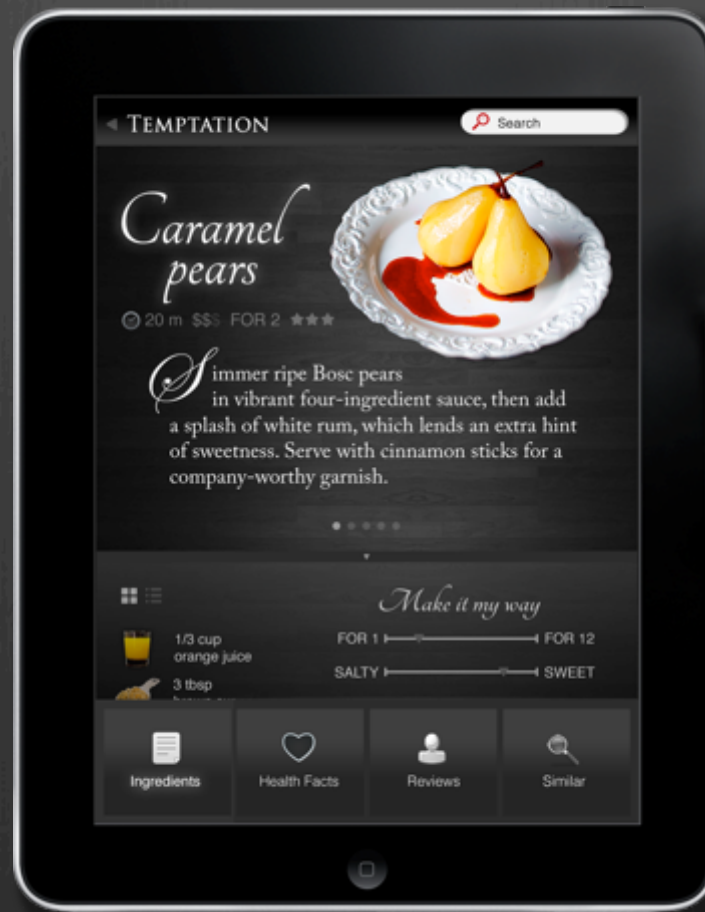 TEMPTATION
Search
Caramel
pears
20 m $$$ FOR 2
Simmer ripe Bosc pears
in vibrant four-ingredient sauce, then add
a splash of white rum, which lends an extra hint
of sweetness. Serve with cinnamon sticks for a
company-worthy garnish.
Make it my way
1/3 cup
orange juice
FOR 1 FOR 12
3 tbsp
SALTY SWEET
Ingredients
Health Facts
Reviews
Similar